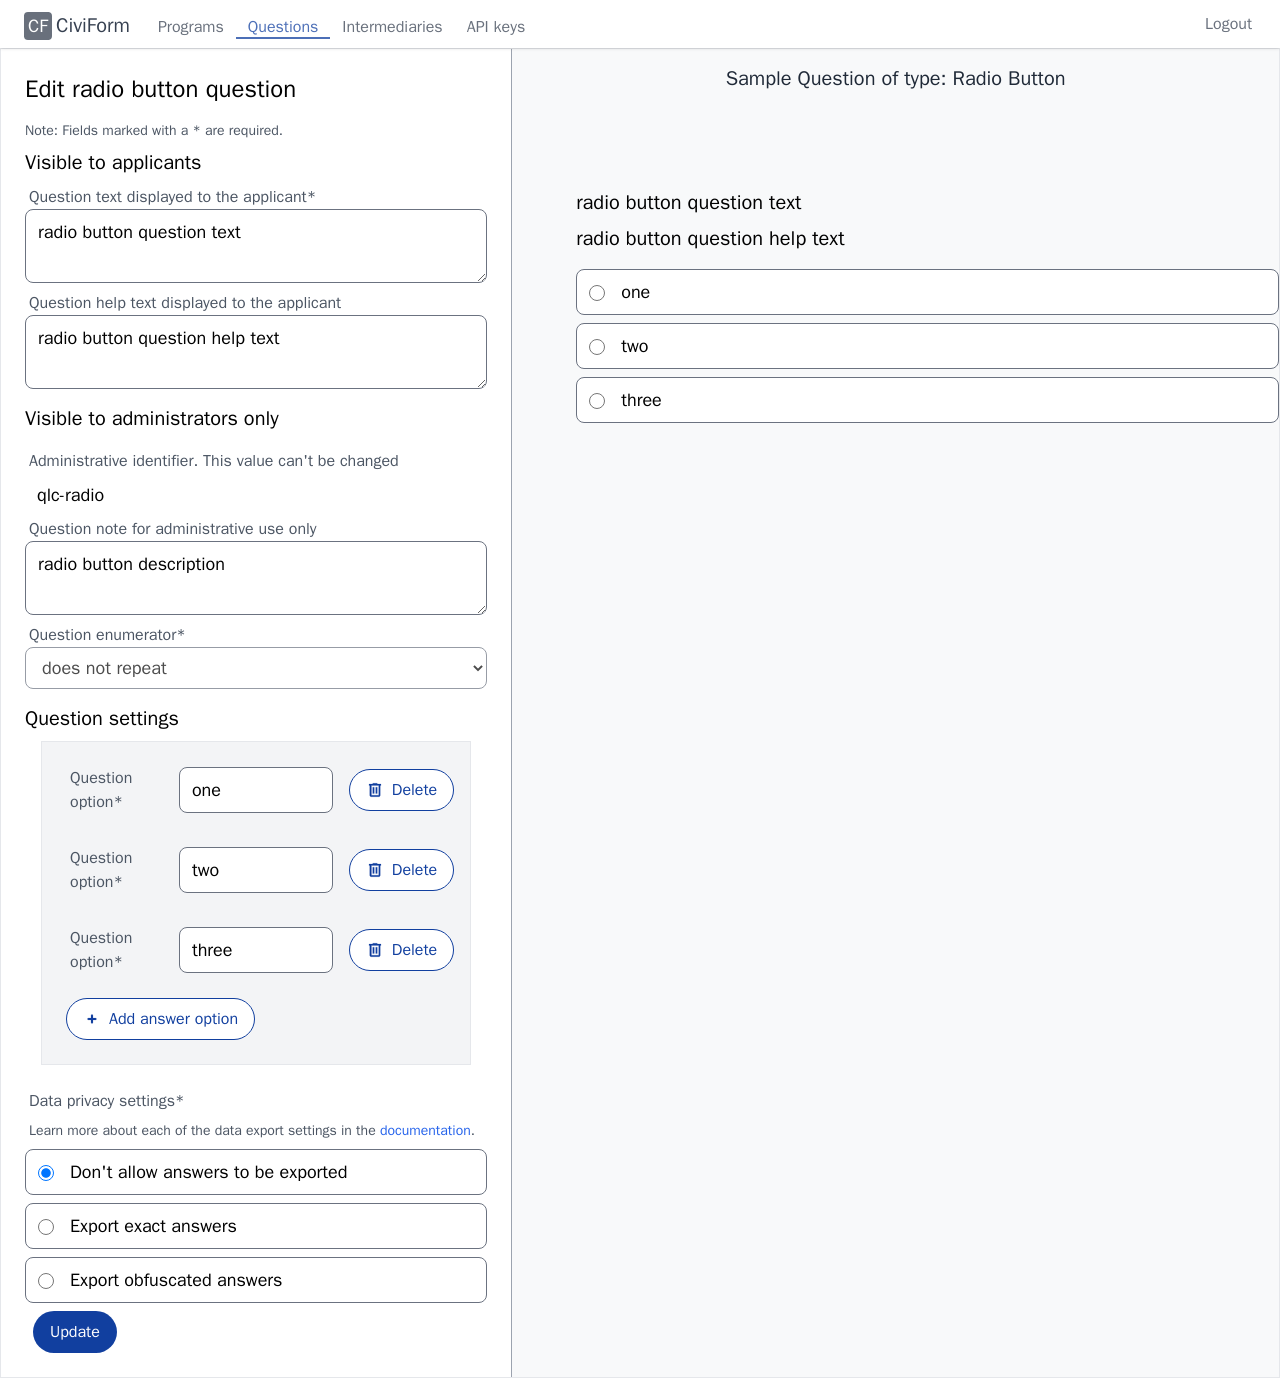 CF CiviForm Programs Questions Intermediaries API keys Logout
Edit radio button question
Note: Fields marked with a * are required.
Visible to applicants
Question text displayed to the applicant*
radio button question text
Question help text displayed to the applicant
radio button question help text
Visible to administrators only
Administrative identifier. This value can't be changed
qlc-radio
Question note for administrative use only
radio button description
Question enumerator*
does not repeat
Question settings
Question option* one Delete
Question option* two Delete
Question option* three Delete
+ Add answer option
Data privacy settings*
Learn more about each of the data export settings in the documentation.
Don't allow answers to be exported
Export exact answers
Export obfuscated answers
Update
Sample Question of type: Radio Button
radio button question text
radio button question help text
one
two
three